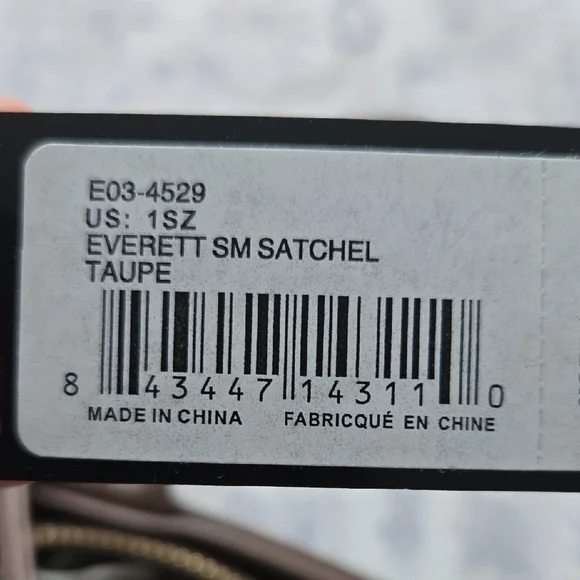 E03-4529
US: 1SZ
EVERETT SM SATCHEL
TAUPE
8 43447 14311 0
MADE IN CHINA FABRICQUÉ EN CHINE